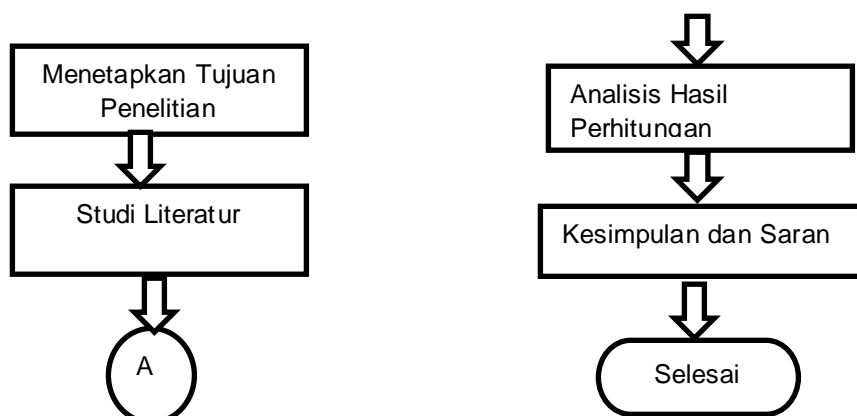 Menetapkan Tujuan
Penelitian
Studi Literatur
A
Analisis Hasil
Perhitungan
Kesimpulan dan Saran
Selesai